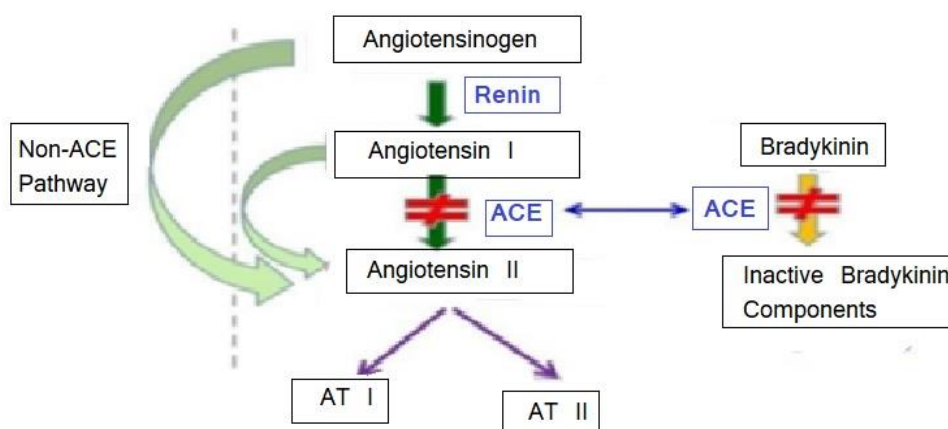 Angiotensinogen
Renin
Non-ACE
Pathway
Angiotensin I
Bradykinin
ACE
ACE
Angiotensin II
Inactive Bradykinin
Components
AT I
AT II